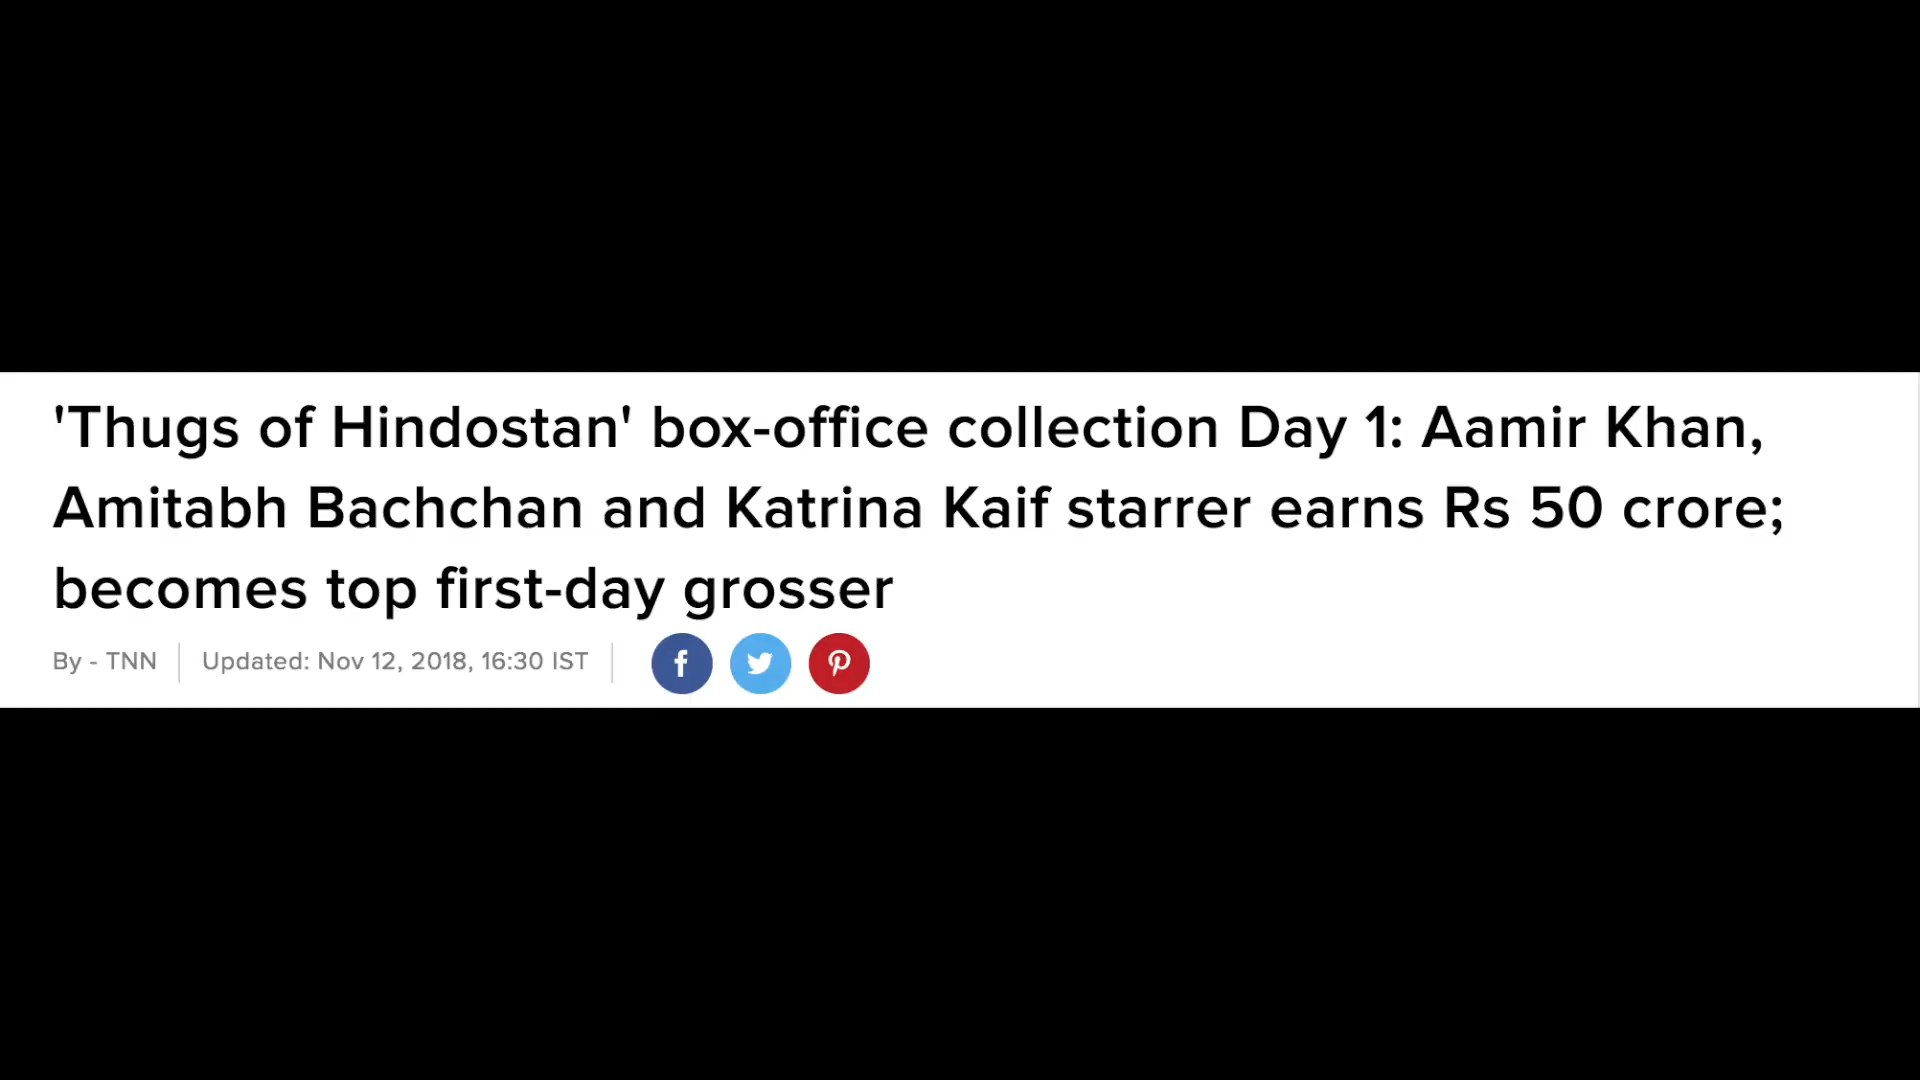 'Thugs of Hindostan' box-office collection Day 1: Aamir Khan,
Amitabh Bachchan and Katrina Kaif starrer earns Rs 50 crore;
becomes top first-day grosser
By - TNN Updated: Nov 12, 2018, 16:30 IST